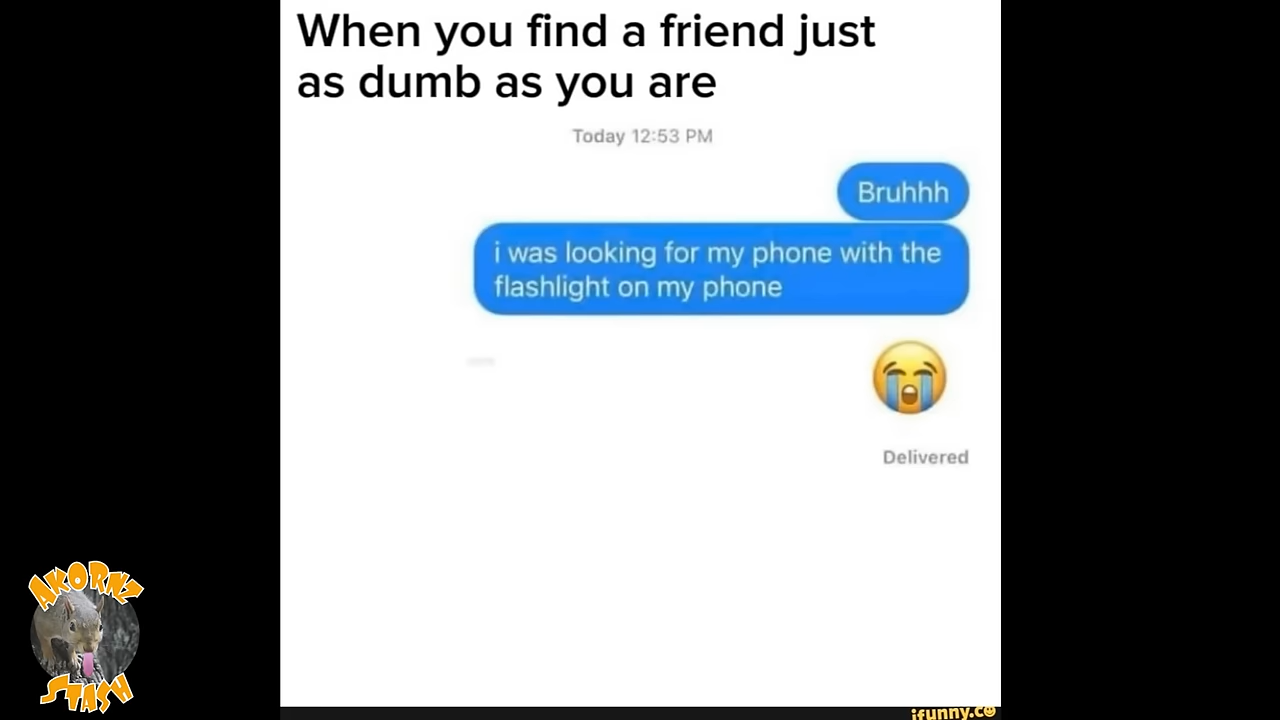 When you find a friend just
as dumb as you are
Today 12:53 PM
Bruhhh
i was looking for my phone with the
flashlight on my phone
Delivered
AKORNZ
STASH
ifunny.co